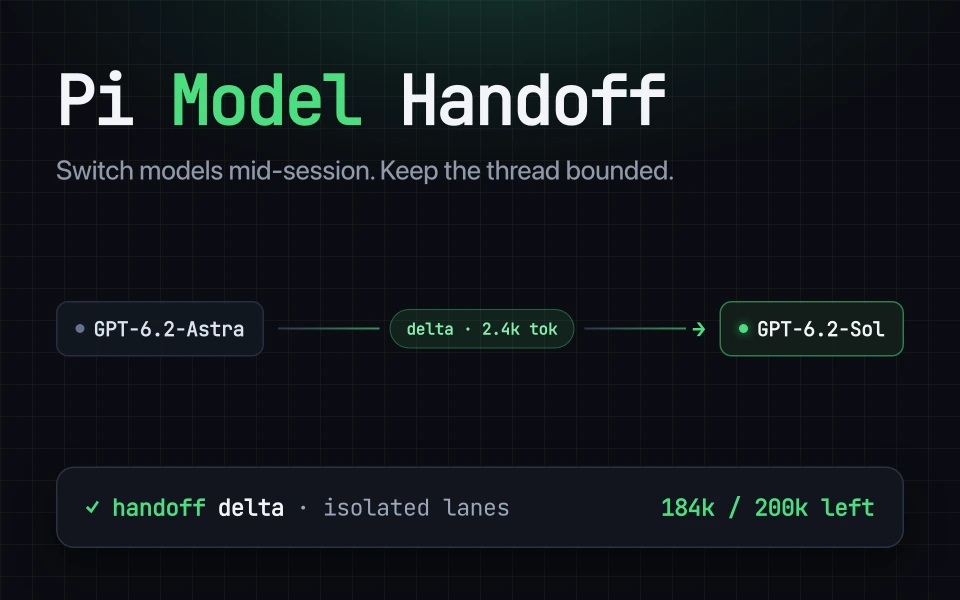 Pi Model Handoff
Switch models mid-session. Keep the thread bounded.
GPT-6.2-Astra
delta · 2.4k tok
GPT-6.2-Sol
handoff delta · isolated lanes
184k / 200k left